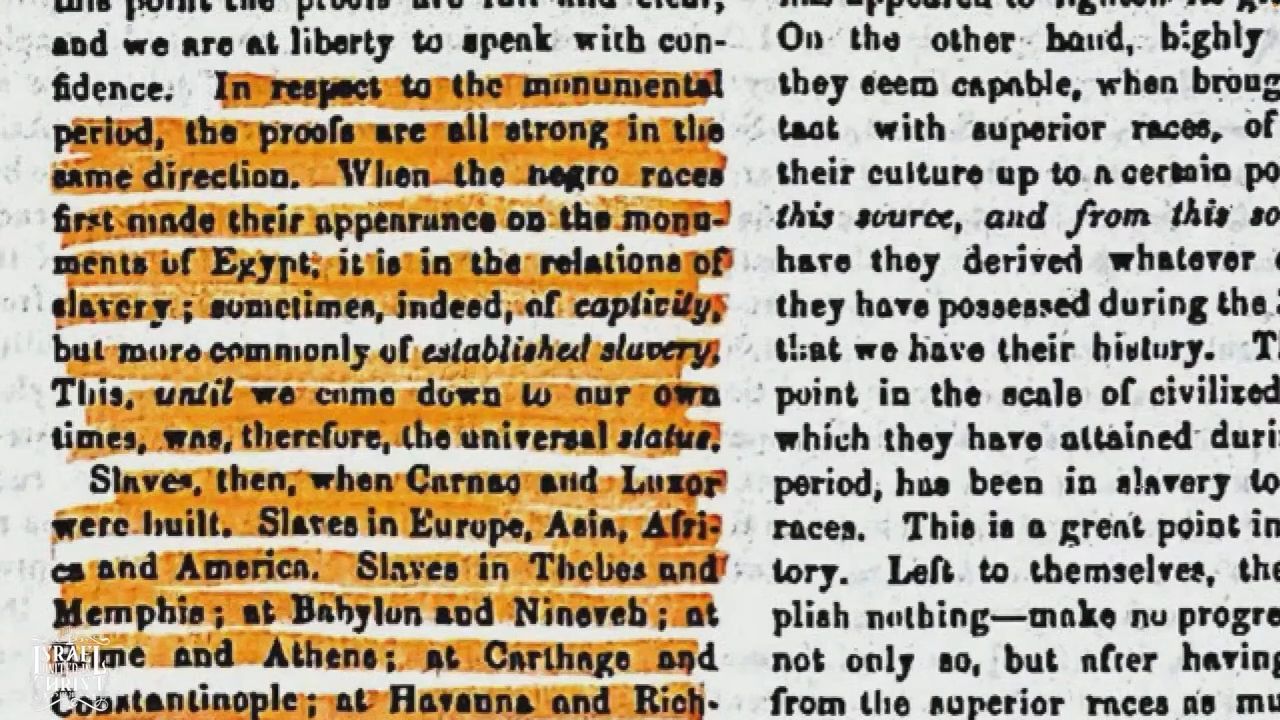 and we are at liberty to speak with con-
fidence. In respect to the monumental
period, the proofs are all strong in the
same direction. When the negro races
first made their appearance on the monu-
ments of Egypt, it is in the relations of
slavery; sometimes, indeed, of captivity,
but more commonly of established slavery.
This, until we come down to our own
times, was, therefore, the universal status.
Slaves, then, when Carnac and Luxor
were built. Slaves in Europe, Asia, Afri-
ca and America. Slaves in Thebes and
Memphis; at Babylon and Nineveh; at
and Athens; at Carthage and
Constantinople; at Havanna and Rich-
On the other hand, highly
they seem capable, when broug
tact with superior races, of
their culture up to a certain po
this source, and from this so
have they derived whatever
they have possessed during the
that we have their history. T
point in the scale of civilized
which they have attained duri
period, has been in slavery to
races. This is a great point in
tory. Left to themselves, the
plish nothing—make no progre
not only so, but after having
from the superior races as mu
ISRAEL
UNITED IN
CHRIST